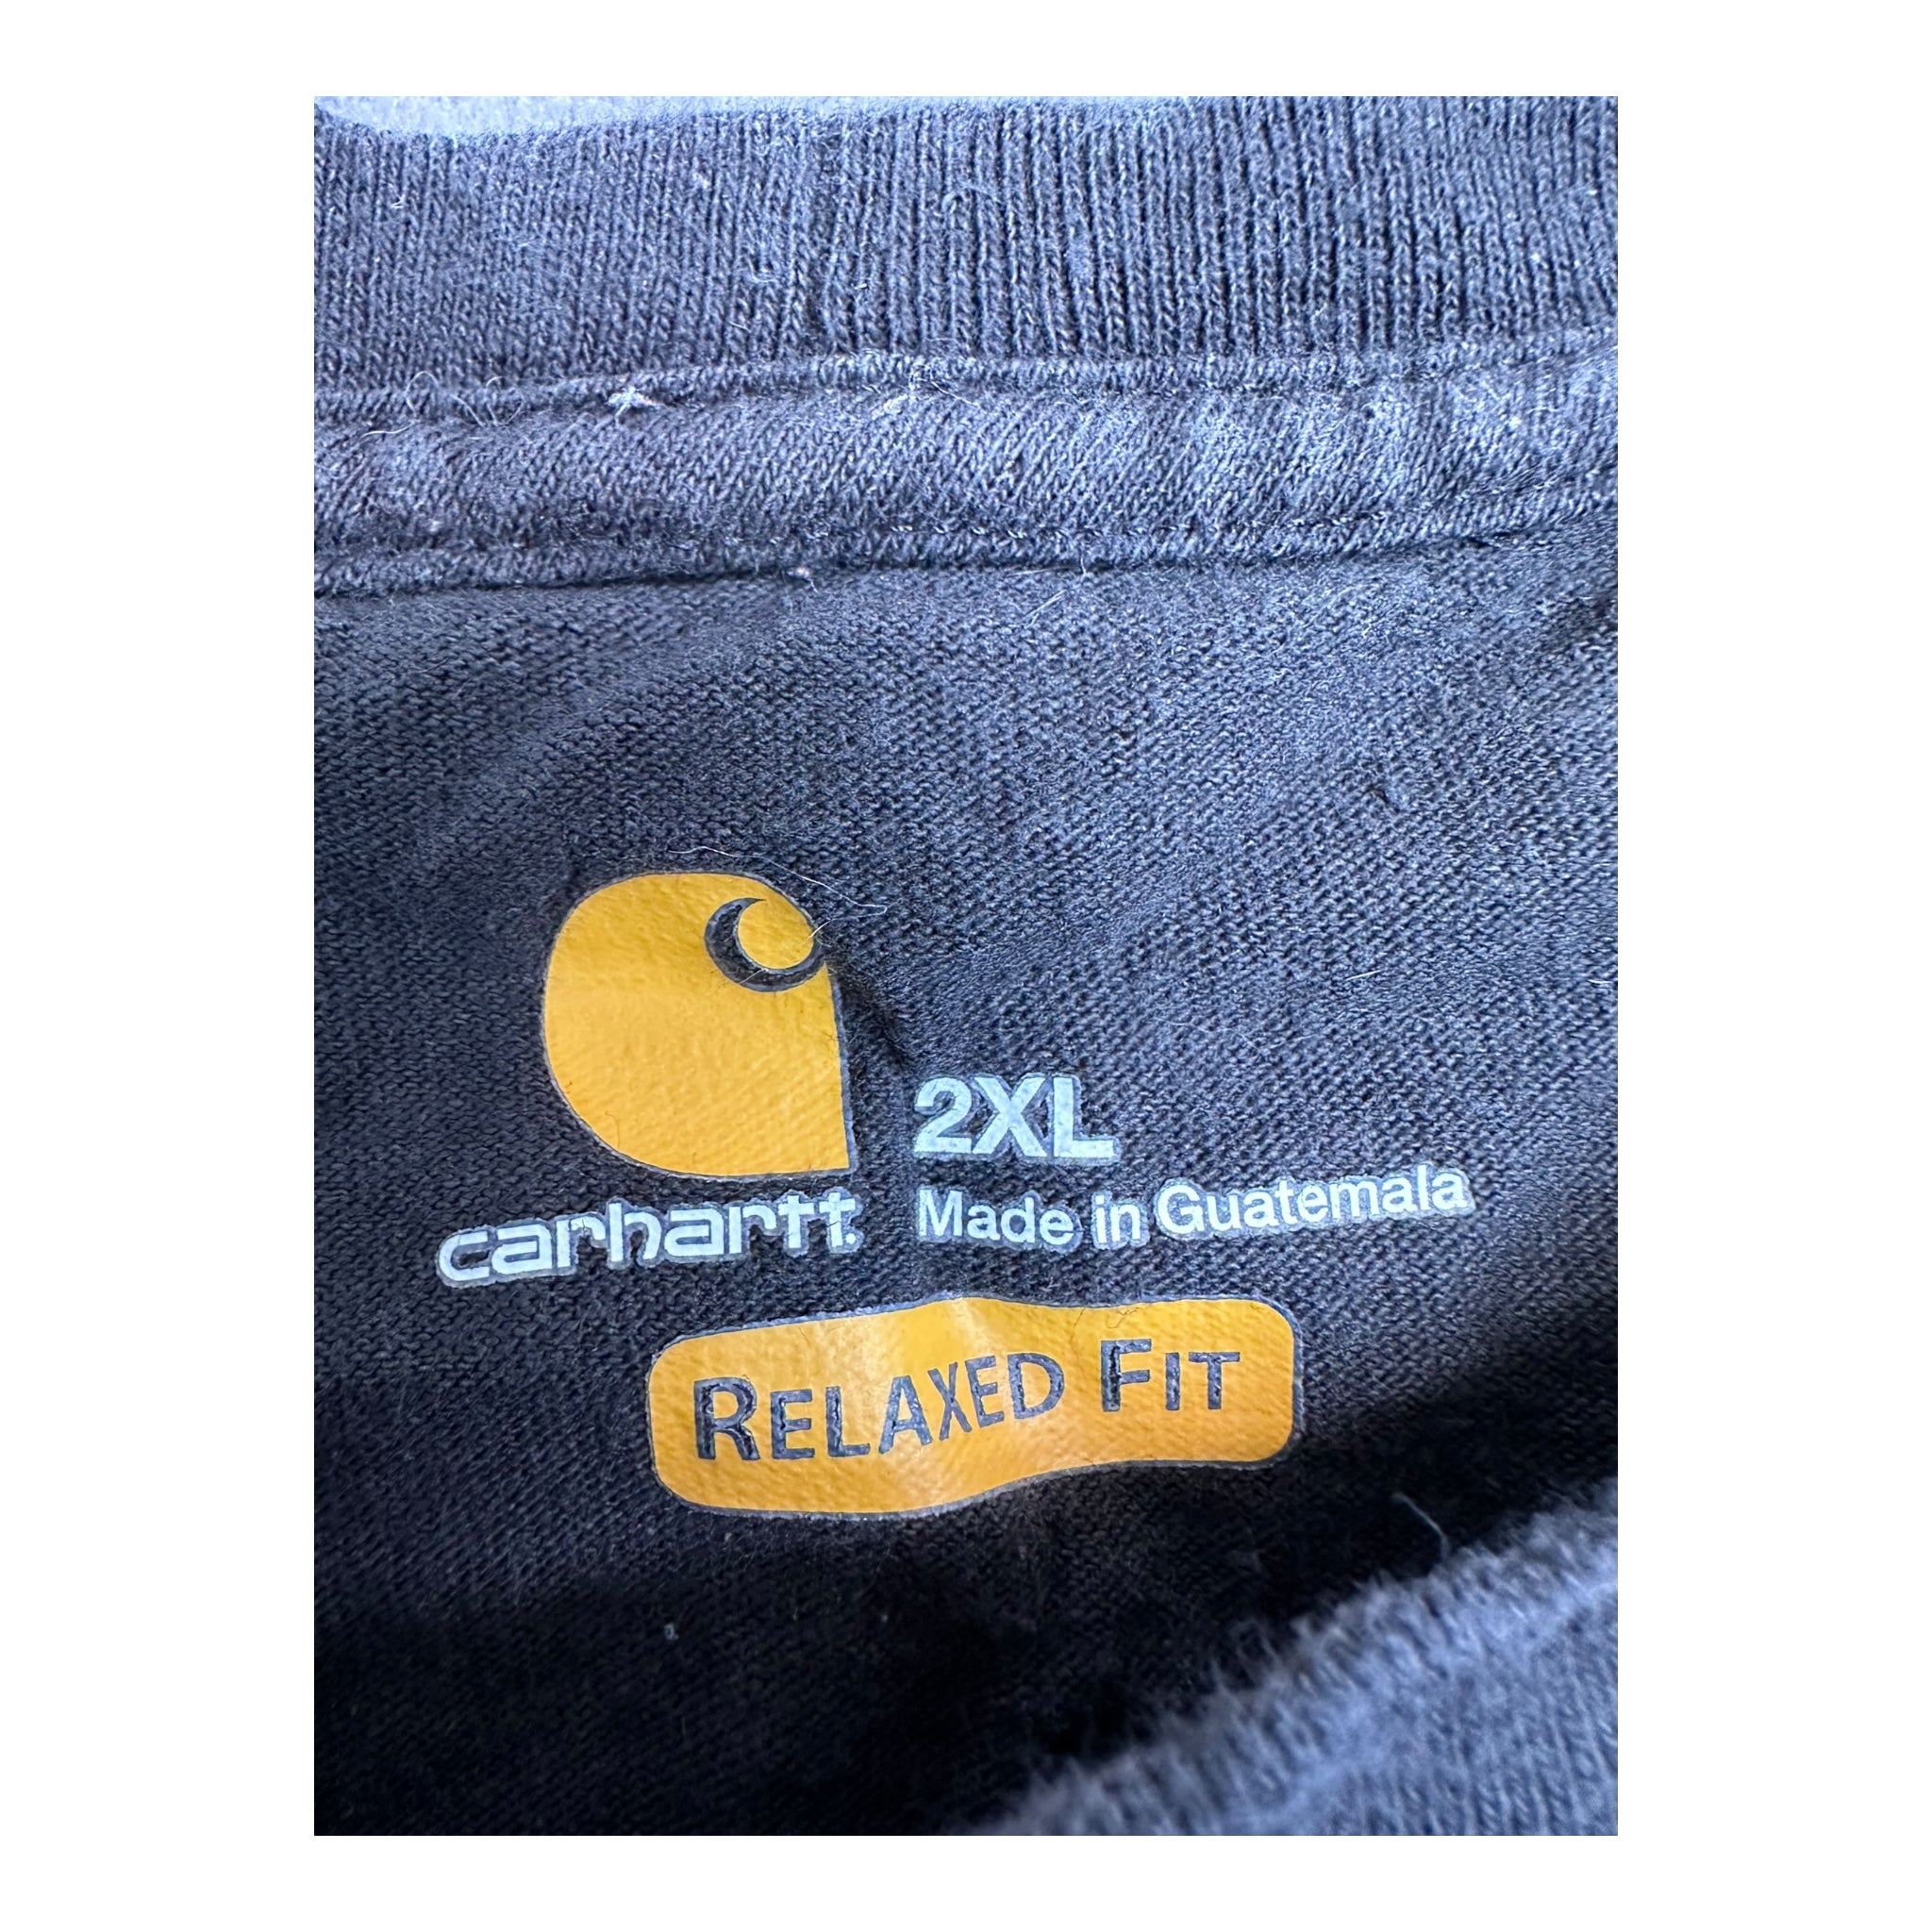 2XL
carhartt.
Made in Guatemala
RELAXED FIT